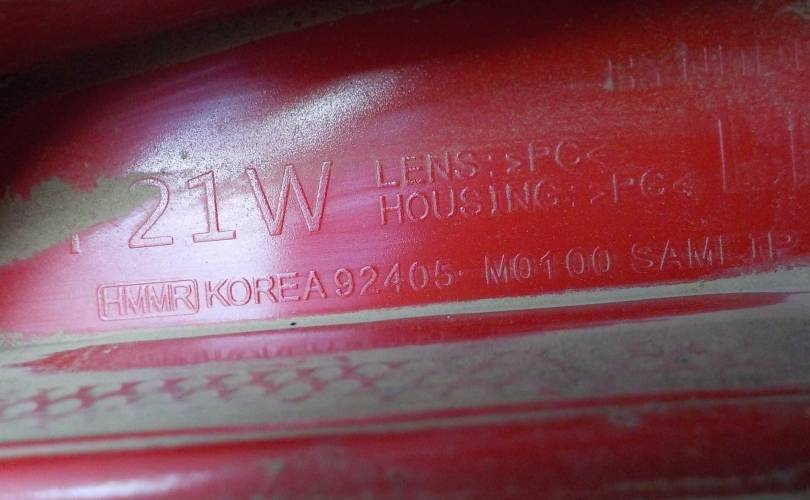 21W
LENS:>PC<
HOUSING:>PC<
HMMR KOREA 92405-M0100